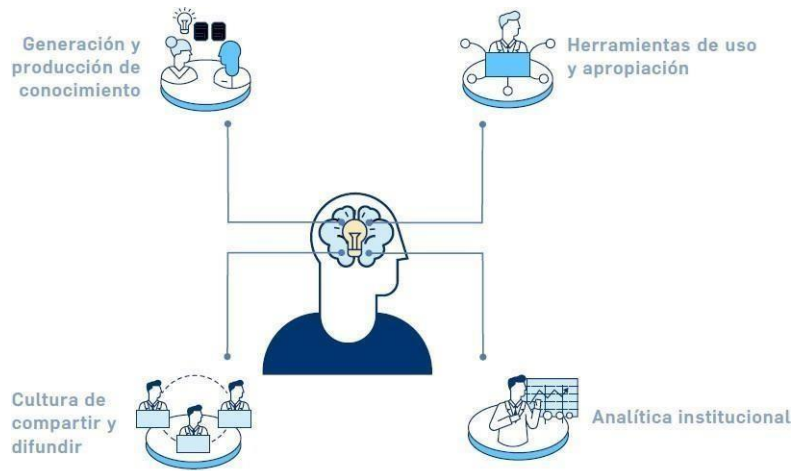 Generación y
producción de
conocimiento
Herramientas de uso
y apropiación
Cultura de
compartir y
difundir
Analítica institucional